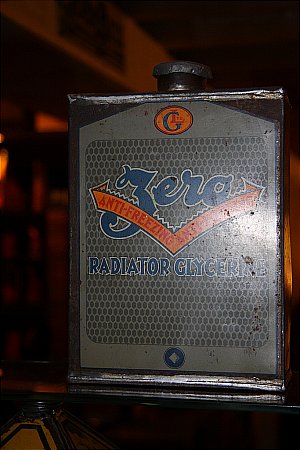 G
Zero
ANTI-FREEZING
RADIATOR GLYCERINE